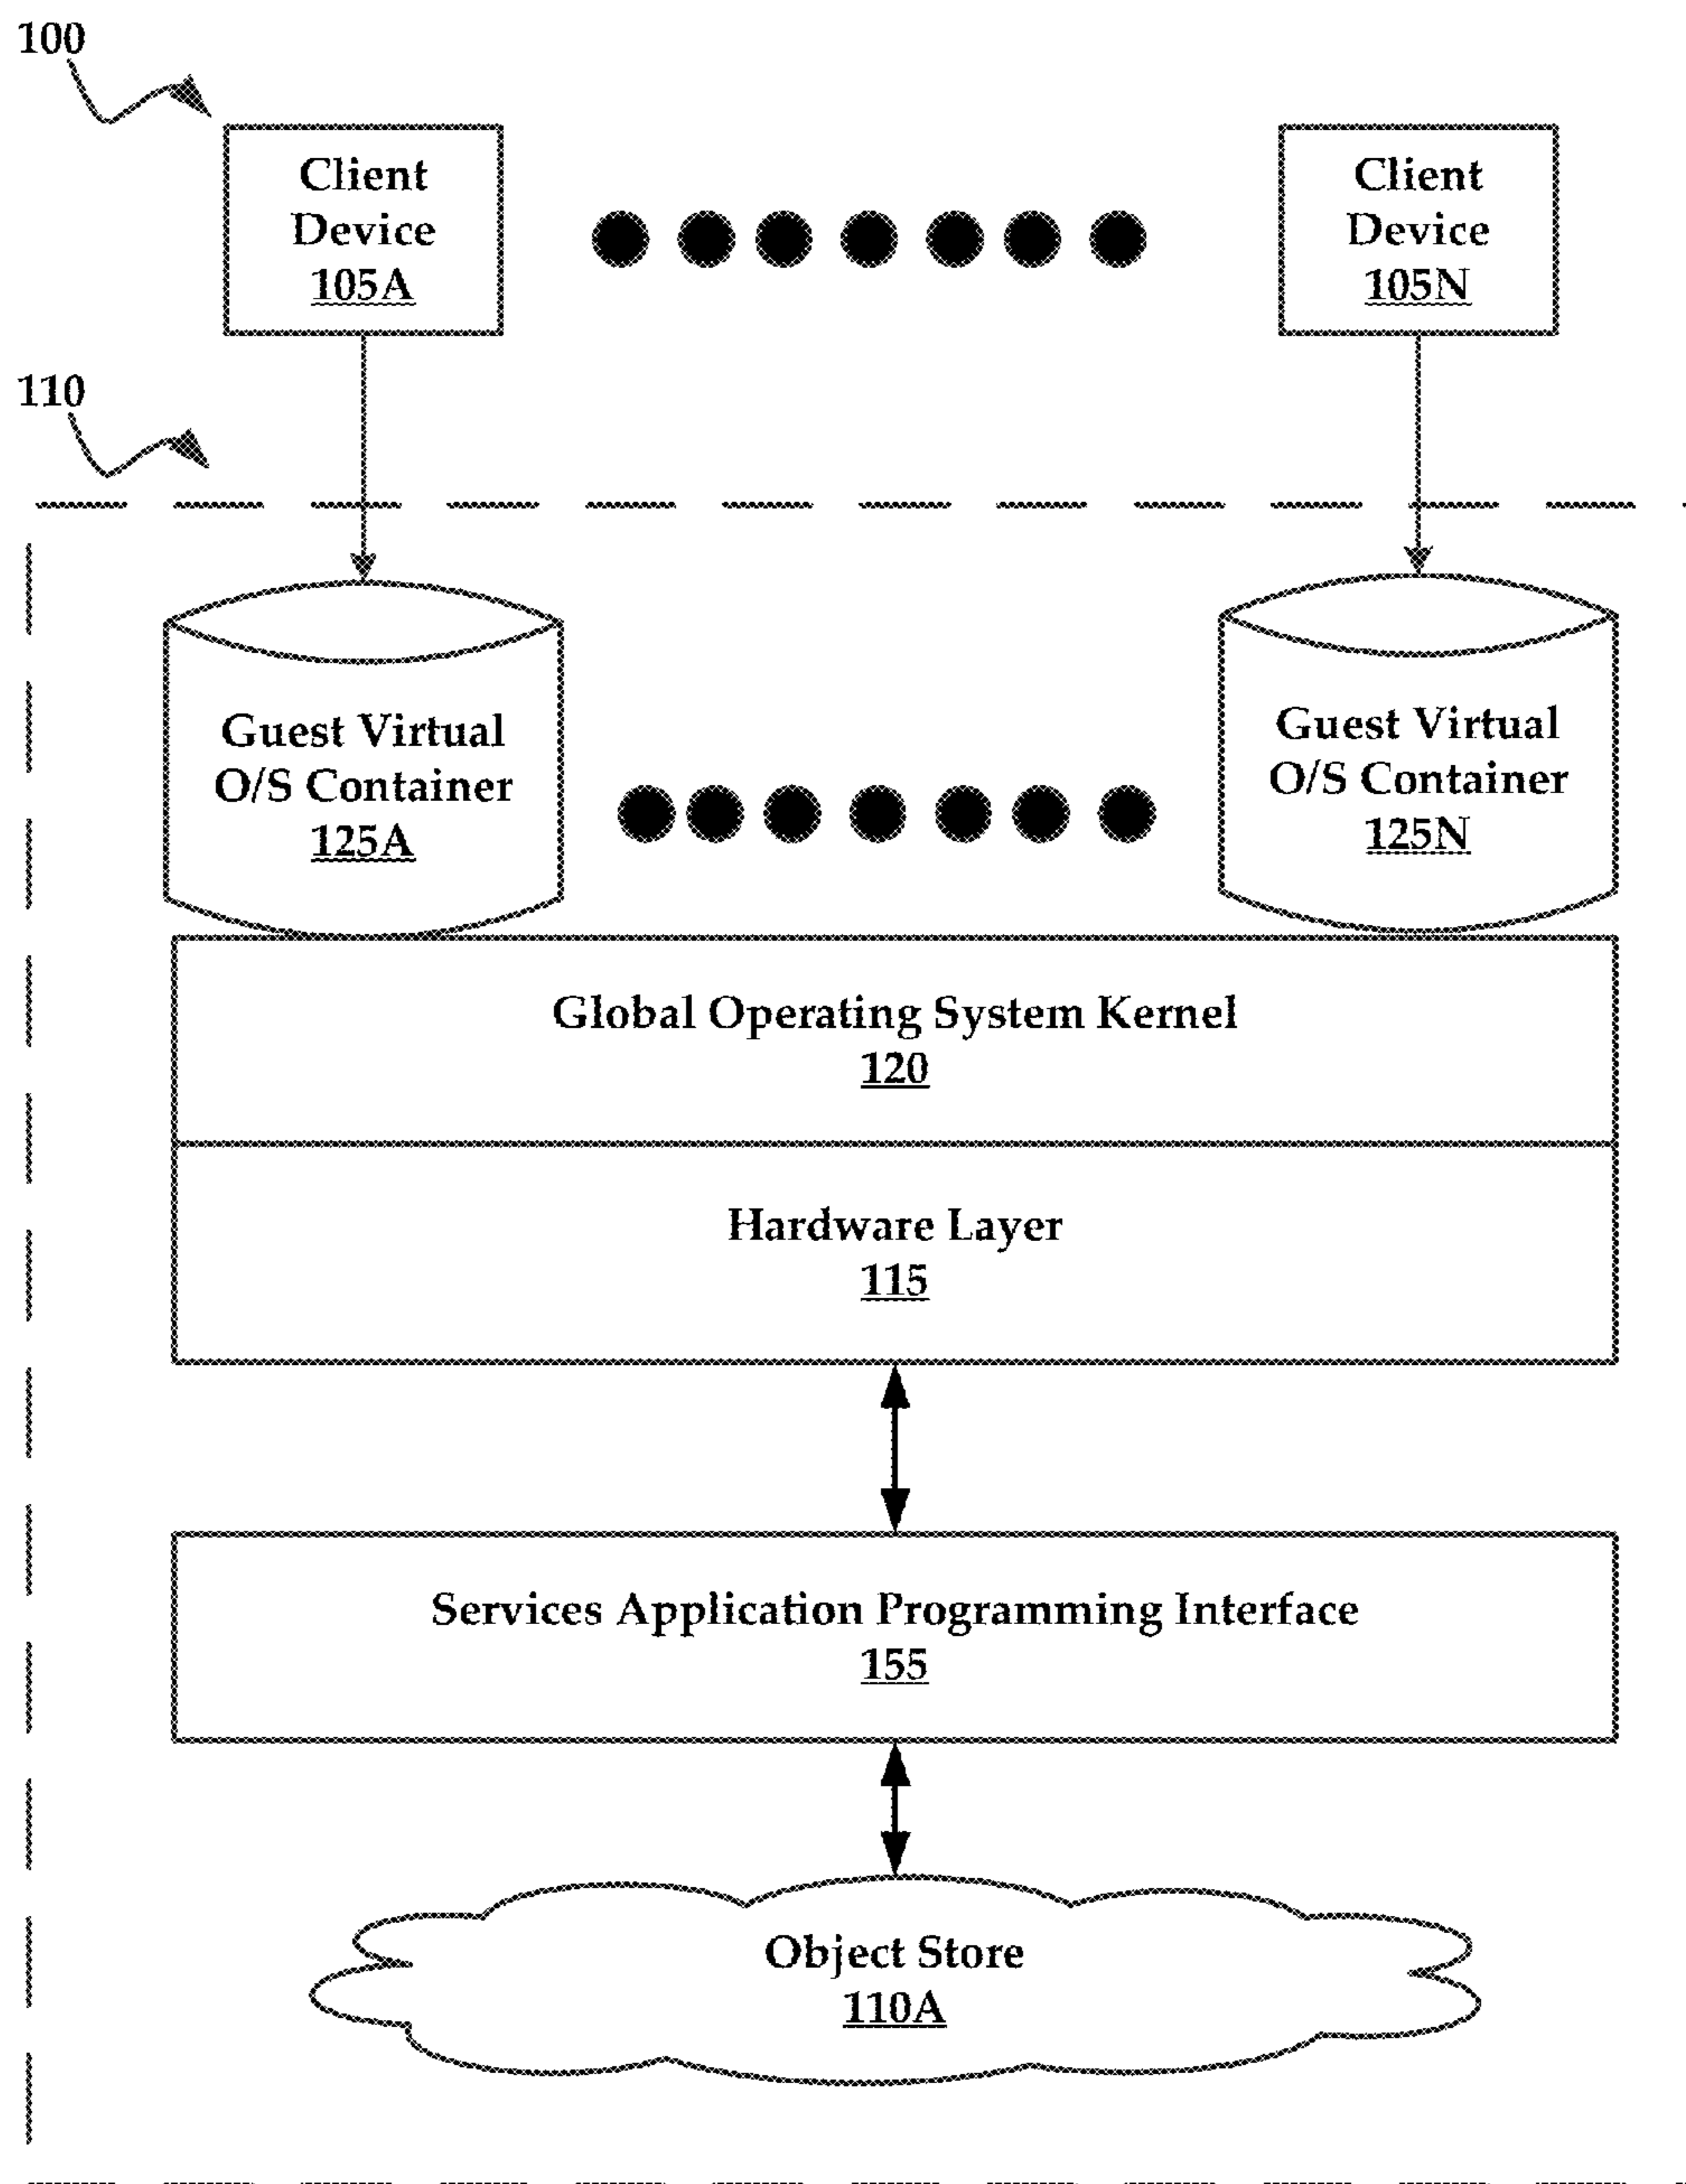 100
Client
Device
105A
Client
Device
105N
110
Guest Virtual
O/S Container
125A
Guest Virtual
O/S Container
125N
Global Operating System Kernel
120
Hardware Layer
115
Services Application Programming Interface
155
Object Store
110A